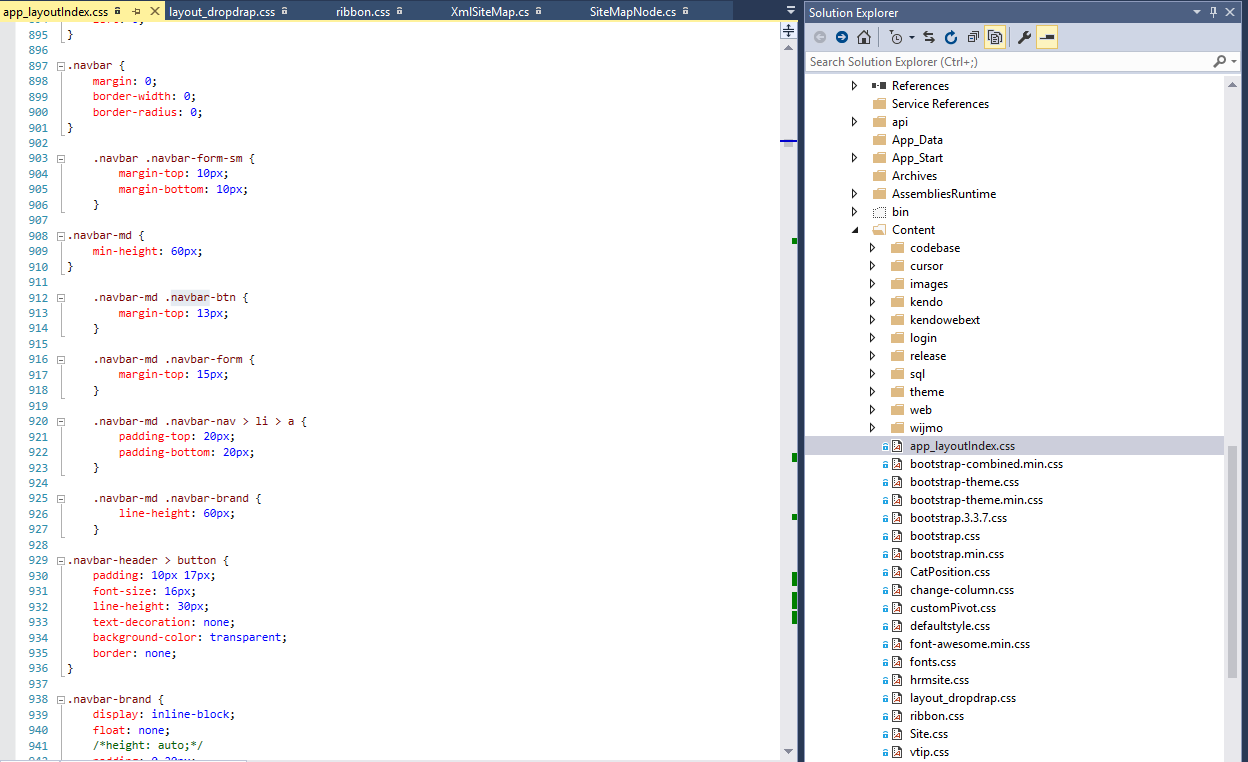 app_layoutIndex.css
layout_dropdrap.css
ribbon.css
XmlSiteMap.cs
SiteMapNode.cs
895 }
896
897 .navbar {
898 margin: 0;
899 border-width: 0;
900 border-radius: 0;
901 }
902
903 .navbar .navbar-form-sm {
904 margin-top: 10px;
905 margin-bottom: 10px;
906 }
907
908 .navbar-md {
909 min-height: 60px;
910 }
911
912 .navbar-md .navbar-btn {
913 margin-top: 13px;
914 }
915
916 .navbar-md .navbar-form {
917 margin-top: 15px;
918 }
919
920 .navbar-md .navbar-nav > li > a {
921 padding-top: 20px;
922 padding-bottom: 20px;
923 }
924
925 .navbar-md .navbar-brand {
926 line-height: 60px;
927 }
928
929 .navbar-header > button {
930 padding: 10px 17px;
931 font-size: 16px;
932 line-height: 30px;
933 text-decoration: none;
934 background-color: transparent;
935 border: none;
936 }
937
938 .navbar-brand {
939 display: inline-block;
940 float: none;
941 /*height: auto;*/
Solution Explorer
Search Solution Explorer (Ctrl+;)
References
Service References
api
App_Data
App_Start
Archives
AssembliesRuntime
bin
Content
codebase
cursor
images
kendo
kendowebext
login
release
sql
theme
web
wijmo
app_layoutIndex.css
bootstrap-combined.min.css
bootstrap-theme.css
bootstrap-theme.min.css
bootstrap.3.3.7.css
bootstrap.css
bootstrap.min.css
CatPosition.css
change-column.css
customPivot.css
defaultstyle.css
font-awesome.min.css
fonts.css
hrmsite.css
layout_dropdrap.css
ribbon.css
Site.css
vtip.css